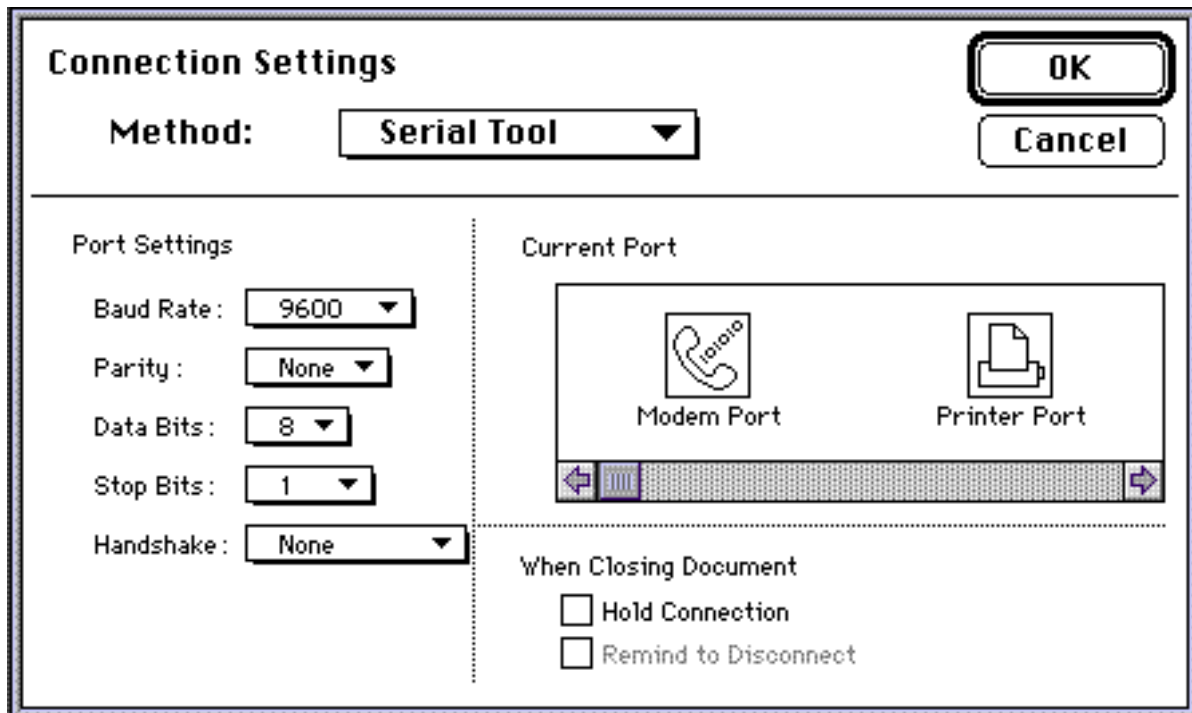 Connection Settings
OK
Method: Serial Tool
Cancel
Port Settings
Baud Rate: 9600
Parity: None
Data Bits: 8
Stop Bits: 1
Handshake: None
Current Port
Modem Port
Printer Port
When Closing Document
Hold Connection
Remind to Disconnect